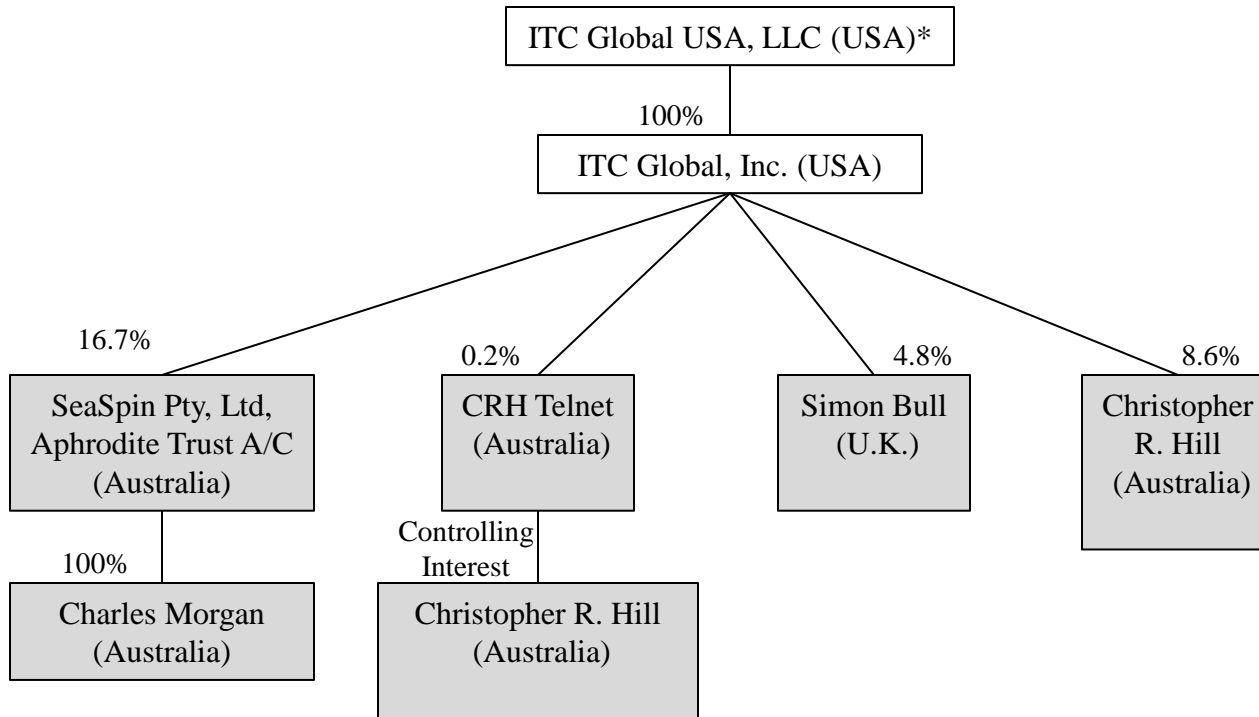 ITC Global USA, LLC (USA)*
100%
ITC Global, Inc. (USA)
16.7%
0.2%
4.8%
8.6%
SeaSpin Pty, Ltd,
Aphrodite Trust A/C
(Australia)
CRH Telnet
(Australia)
Simon Bull
(U.K.)
Christopher
R. Hill
(Australia)
100%
Controlling
Interest
Charles Morgan
(Australia)
Christopher R. Hill
(Australia)